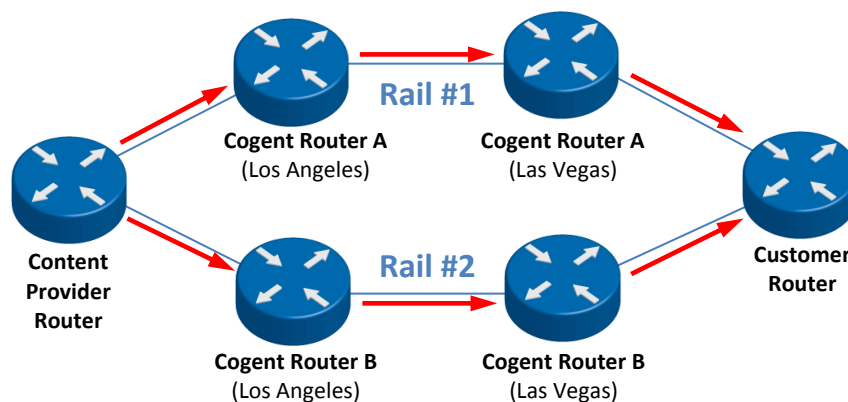 Rail #1
Cogent Router A
(Los Angeles)
Cogent Router A
(Las Vegas)
Content
Provider
Router
Customer
Router
Rail #2
Cogent Router B
(Los Angeles)
Cogent Router B
(Las Vegas)